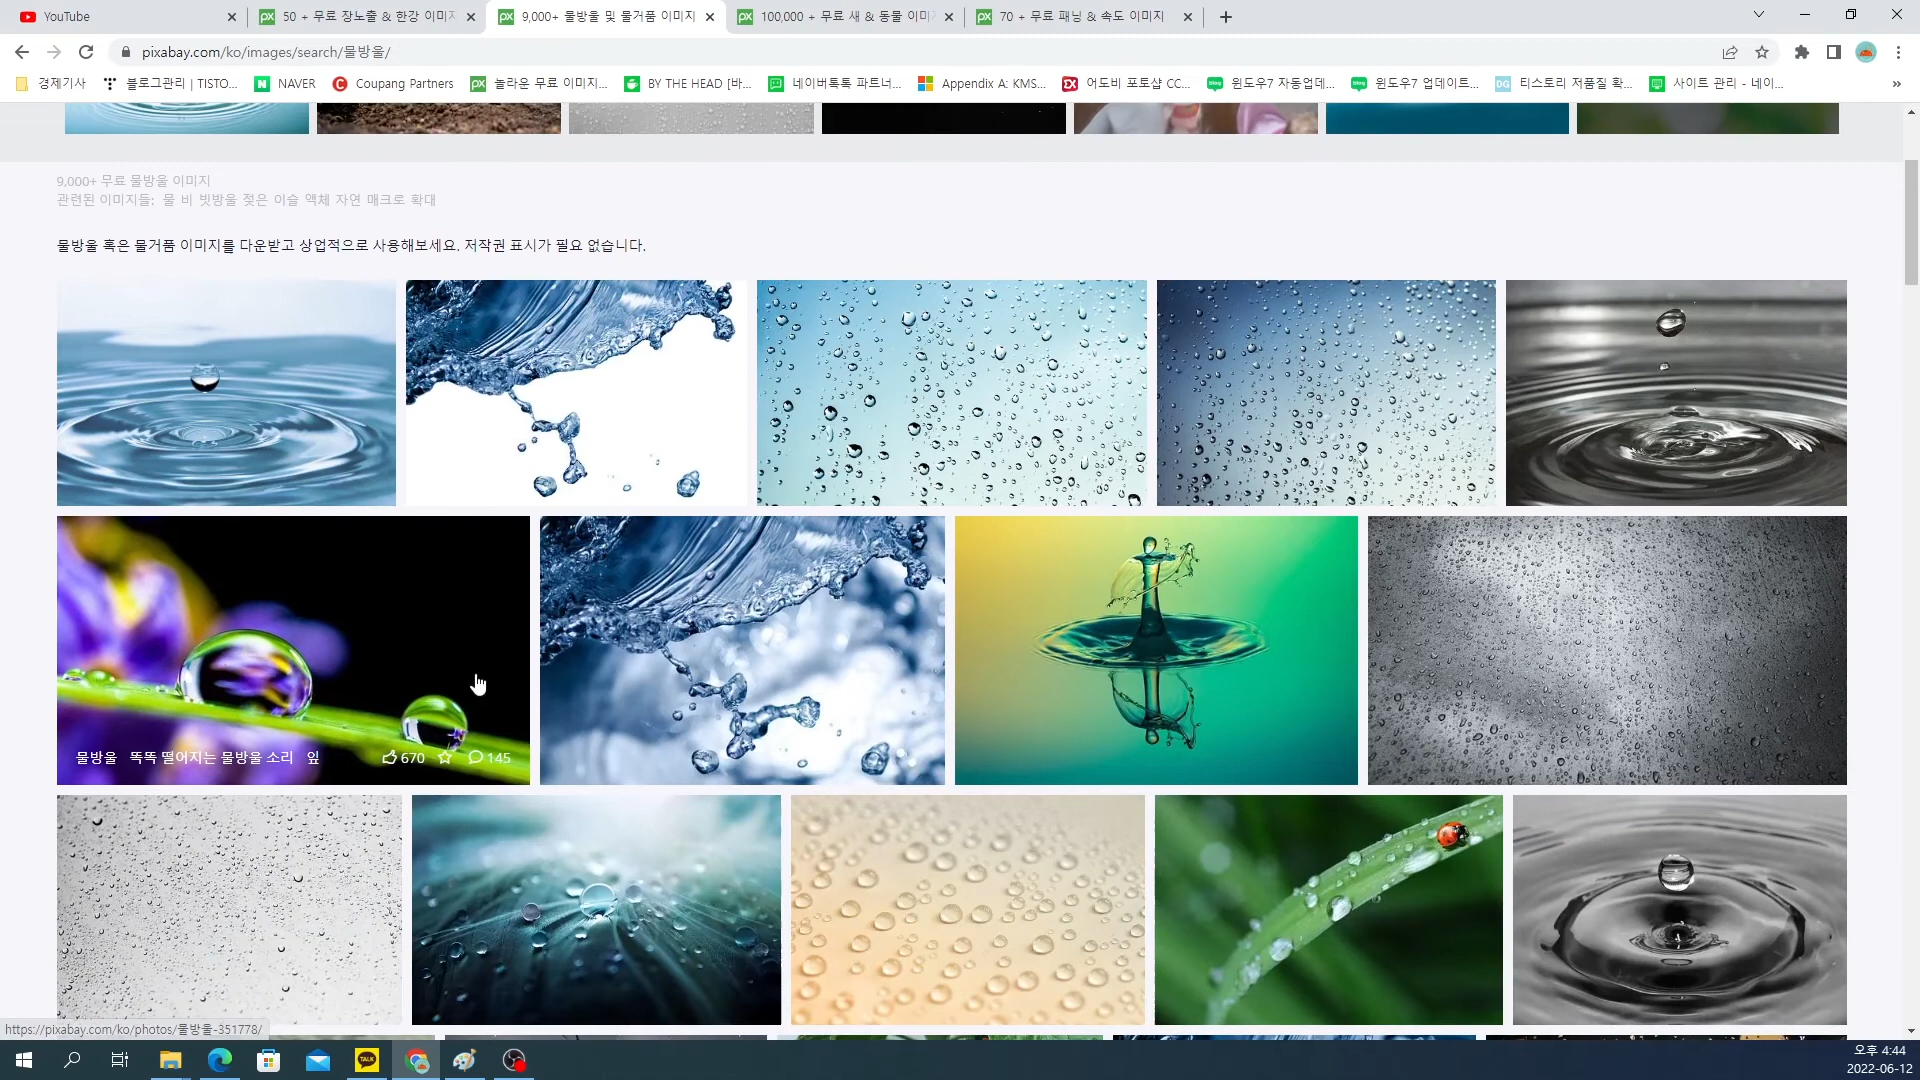 YouTube
50 + 무료 장노출 & 한강 이미지
9,000+ 물방울 및 물거품 이미지
100,000 + 무료 새 & 동물 이미
70 + 무료 패닝 & 속도 이미지
pixabay.com/ko/images/search/물방울/
경제기사
블로그관리 | TISTO...
NAVER
Coupang Partners
놀라운 무료 이미지...
BY THE HEAD [바...
네이버톡톡 파트너...
Appendix A: KMS...
어도비 포토샵 CC...
윈도우7 자동업데...
윈도우7 업데이트...
티스토리 저품질 확...
사이트 관리 - 네이...
9,000+ 무료 물방울 이미지
관련된 이미지들: 물 비 빗방울 젖은 이슬 액체 자연 매크로 확대
물방울 혹은 물거품 이미지를 다운받고 상업적으로 사용해보세요. 저작권 표시가 필요 없습니다.
물방울 똑똑 떨어지는 물방울 소리 잎 670 145
https://pixabay.com/ko/photos/물방울-351778/
TALK
오후 4:44
2022-06-12